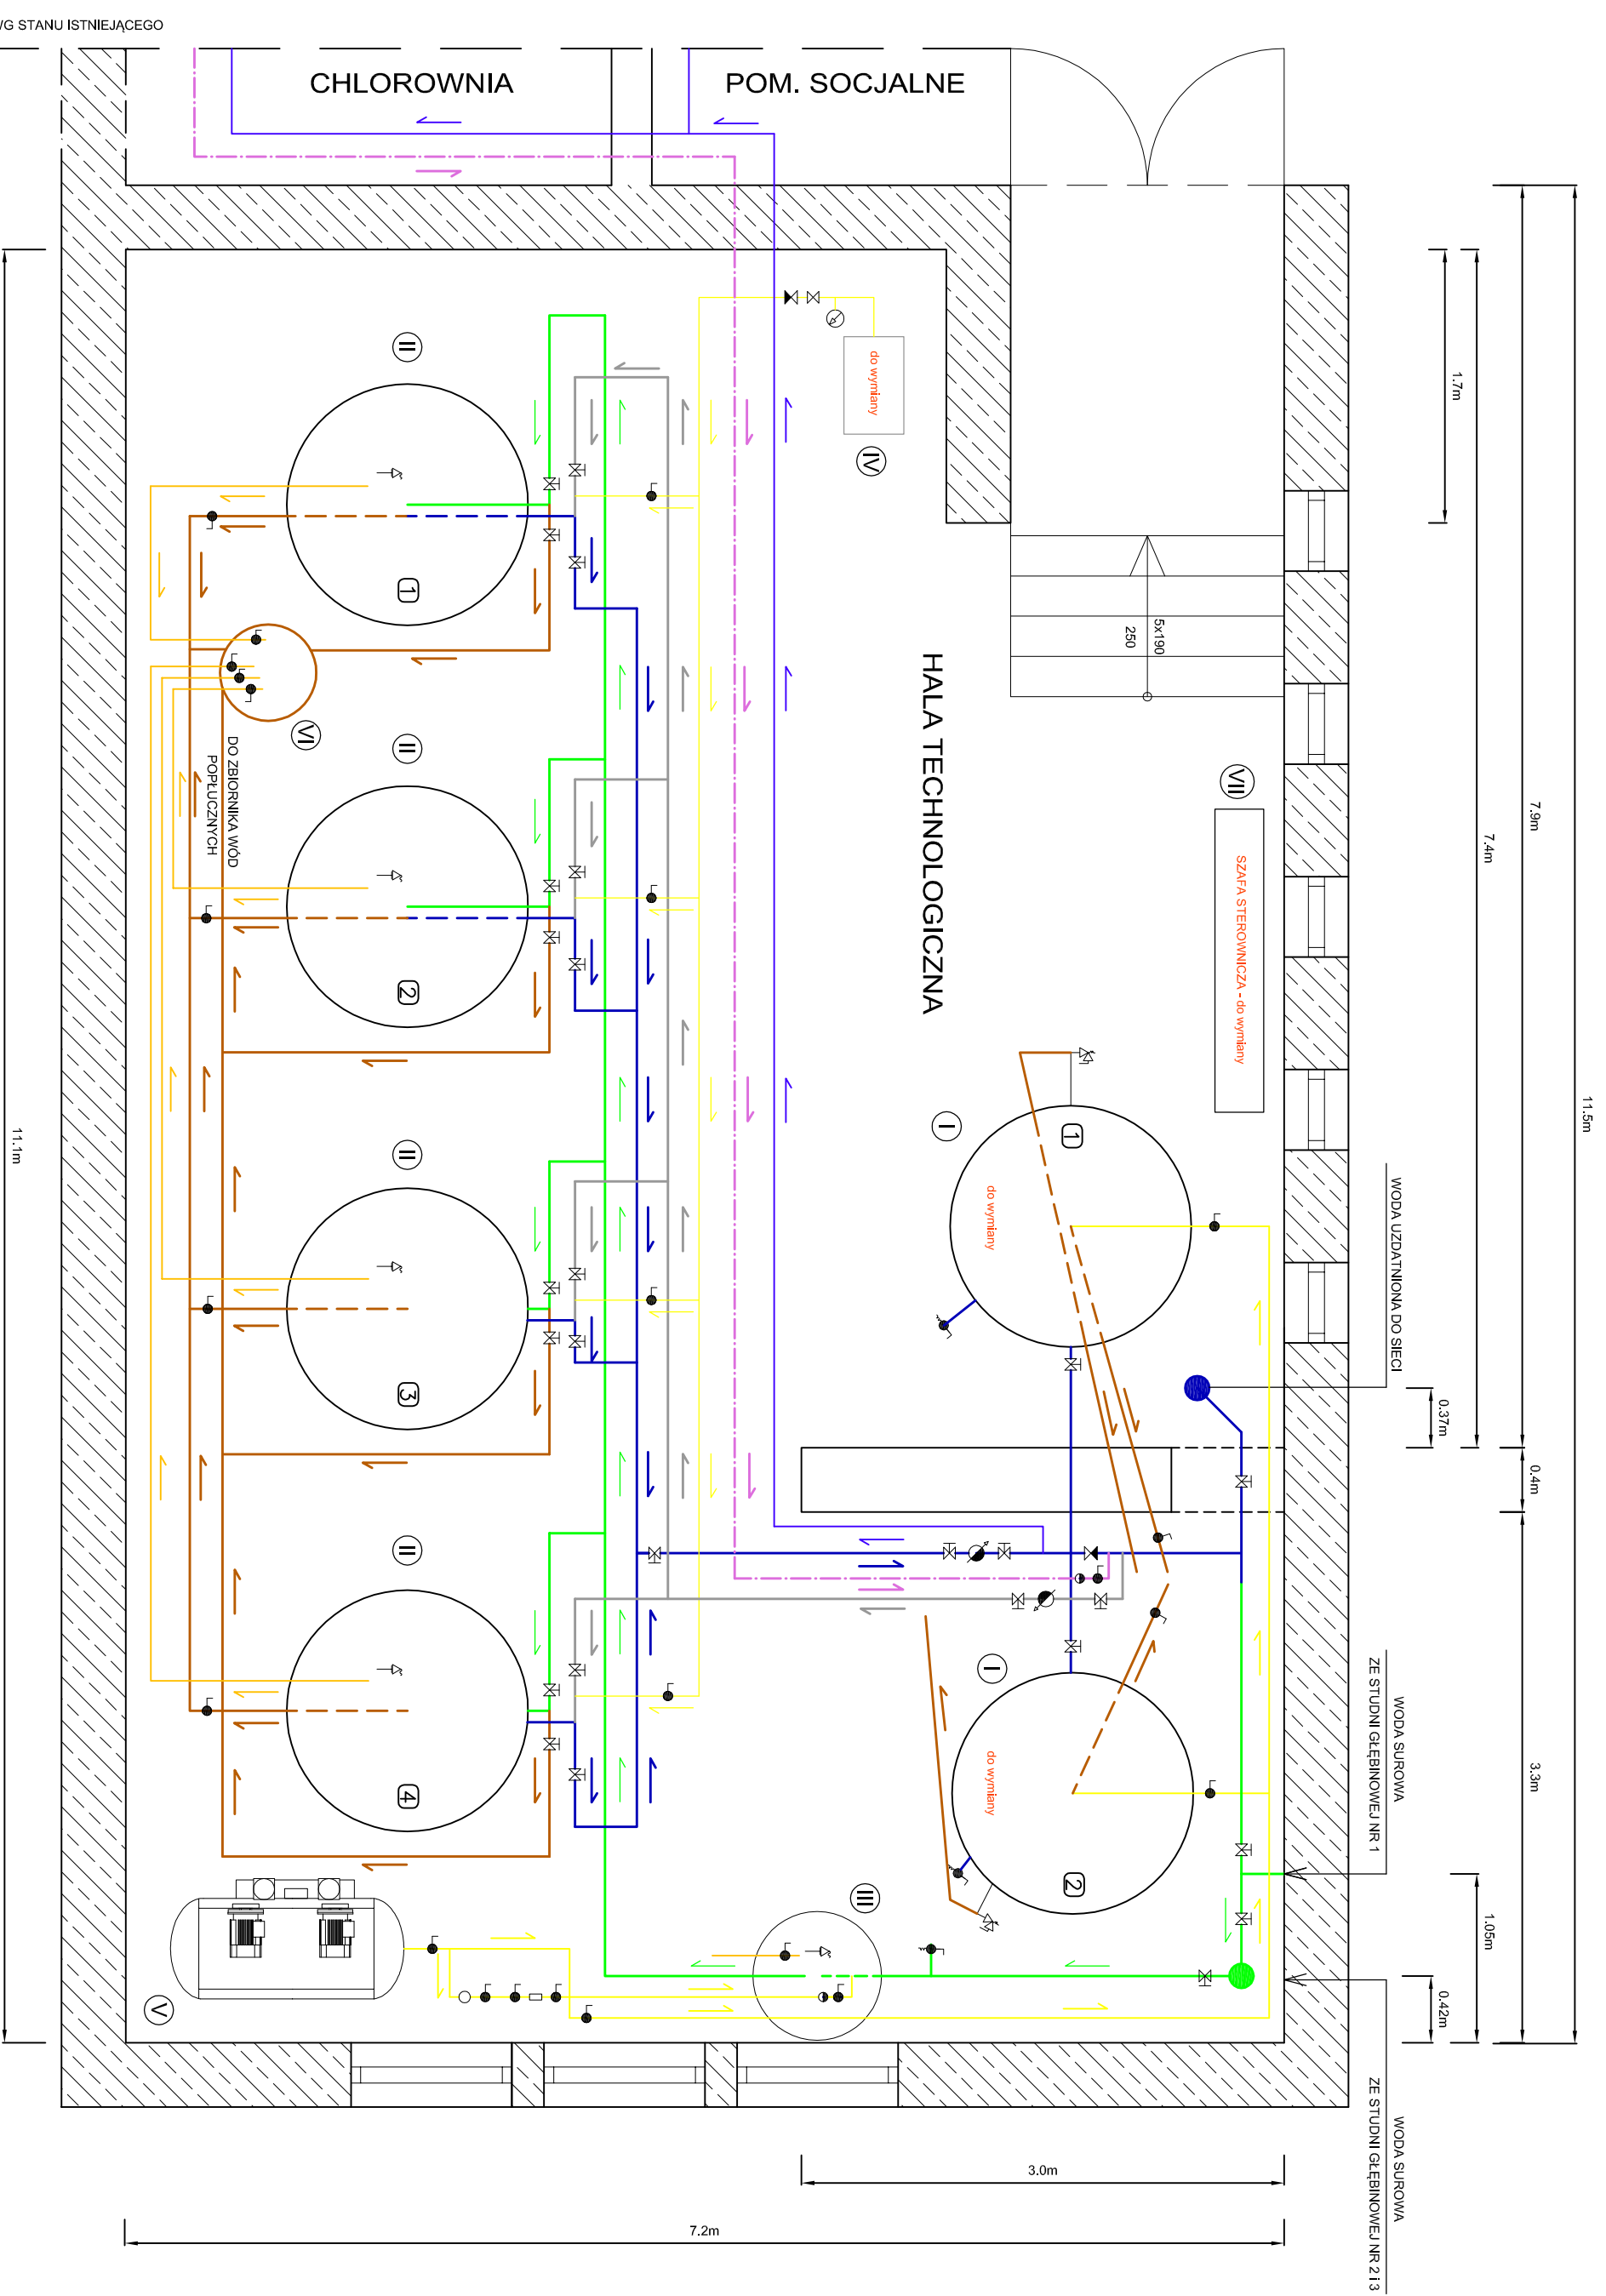 WG STANU ISTNIEJĄCEGO
CHLOROWNIA
POM. SOCJALNE
1.7m
7.4m
7.9m
11.5m
11.1m
II
do wymiany
IV
1
5x190
250
HALA TECHNOLOGICZNA
VI
II
DO ZBIORNIKA WÓD
POPŁUCZNYCH
VII
SZAFA STEROWNICZA - do wymiany
2
I
1
do wymiany
II
3
WODA UZDATNIONA DO SIECI
0.37m
0.4m
3.3m
II
4
I
do wymiany
2
WODA SUROWA
ZE STUDNI GŁĘBINOWEJ NR 1
1.05m
0.42m
III
V
WODA SUROWA
ZE STUDNI GŁĘBINOWEJ NR 2 i 3
3.0m
7.2m